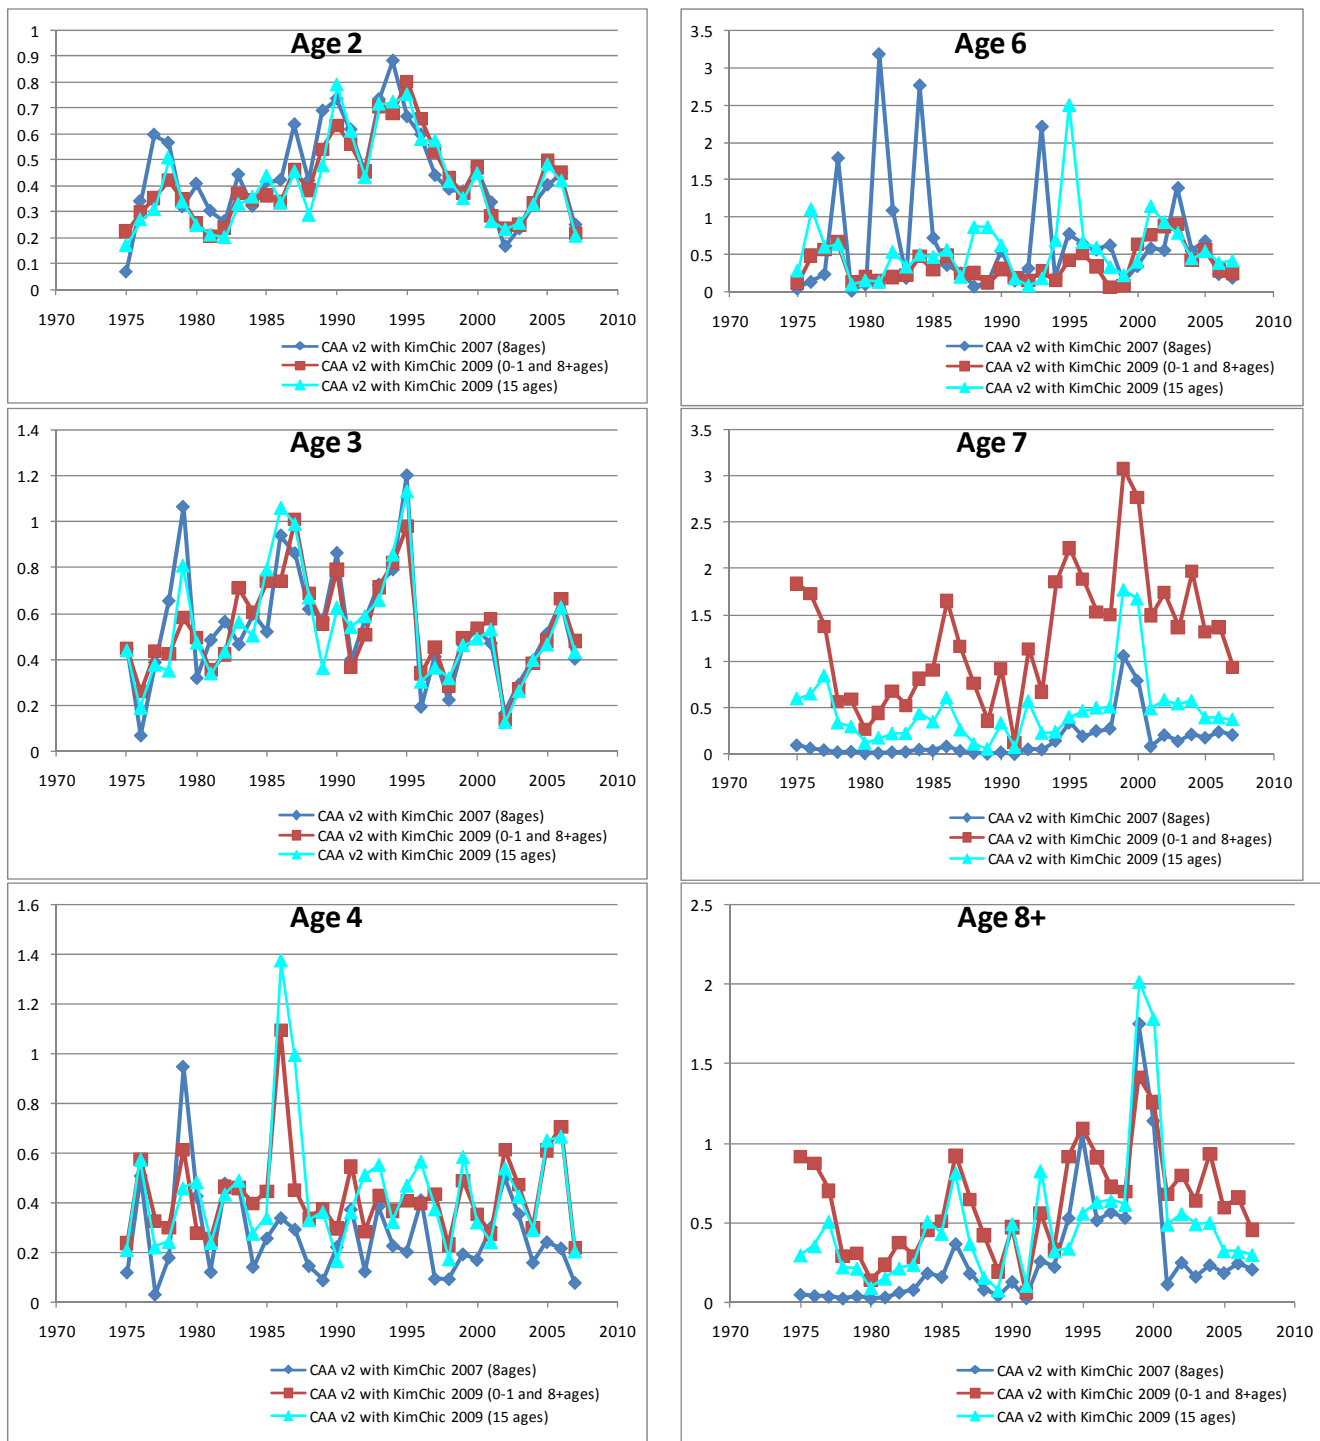 Age 2
1
0.9
0.8
0.7
0.6
0.5
0.4
0.3
0.2
0.1
0
1970 1975 1980 1985 1990 1995 2000 2005 2010
CAA v2 with KimChic 2007 (8ages)
CAA v2 with KimChic 2009 (0-1 and 8+ages)
CAA v2 with KimChic 2009 (15 ages)
Age 6
3.5
3
2.5
2
1.5
1
0.5
0
1970 1975 1980 1985 1990 1995 2000 2005 2010
CAA v2 with KimChic 2007 (8ages)
CAA v2 with KimChic 2009 (0-1 and 8+ages)
CAA v2 with KimChic 2009 (15 ages)
Age 3
1.4
1.2
1
0.8
0.6
0.4
0.2
0
1970 1975 1980 1985 1990 1995 2000 2005 2010
CAA v2 with KimChic 2007 (8ages)
CAA v2 with KimChic 2009 (0-1 and 8+ages)
CAA v2 with KimChic 2009 (15 ages)
Age 7
3.5
3
2.5
2
1.5
1
0.5
0
1970 1975 1980 1985 1990 1995 2000 2005 2010
CAA v2 with KimChic 2007 (8ages)
CAA v2 with KimChic 2009 (0-1 and 8+ages)
CAA v2 with KimChic 2009 (15 ages)
Age 4
1.6
1.4
1.2
1
0.8
0.6
0.4
0.2
0
1970 1975 1980 1985 1990 1995 2000 2005 2010
CAA v2 with KimChic 2007 (8ages)
CAA v2 with KimChic 2009 (0-1 and 8+ages)
CAA v2 with KimChic 2009 (15 ages)
Age 8+
2.5
2
1.5
1
0.5
0
1970 1975 1980 1985 1990 1995 2000 2005 2010
CAA v2 with KimChic 2007 (8ages)
CAA v2 with KimChic 2009 (0-1 and 8+ages)
CAA v2 with KimChic 2009 (15 ages)